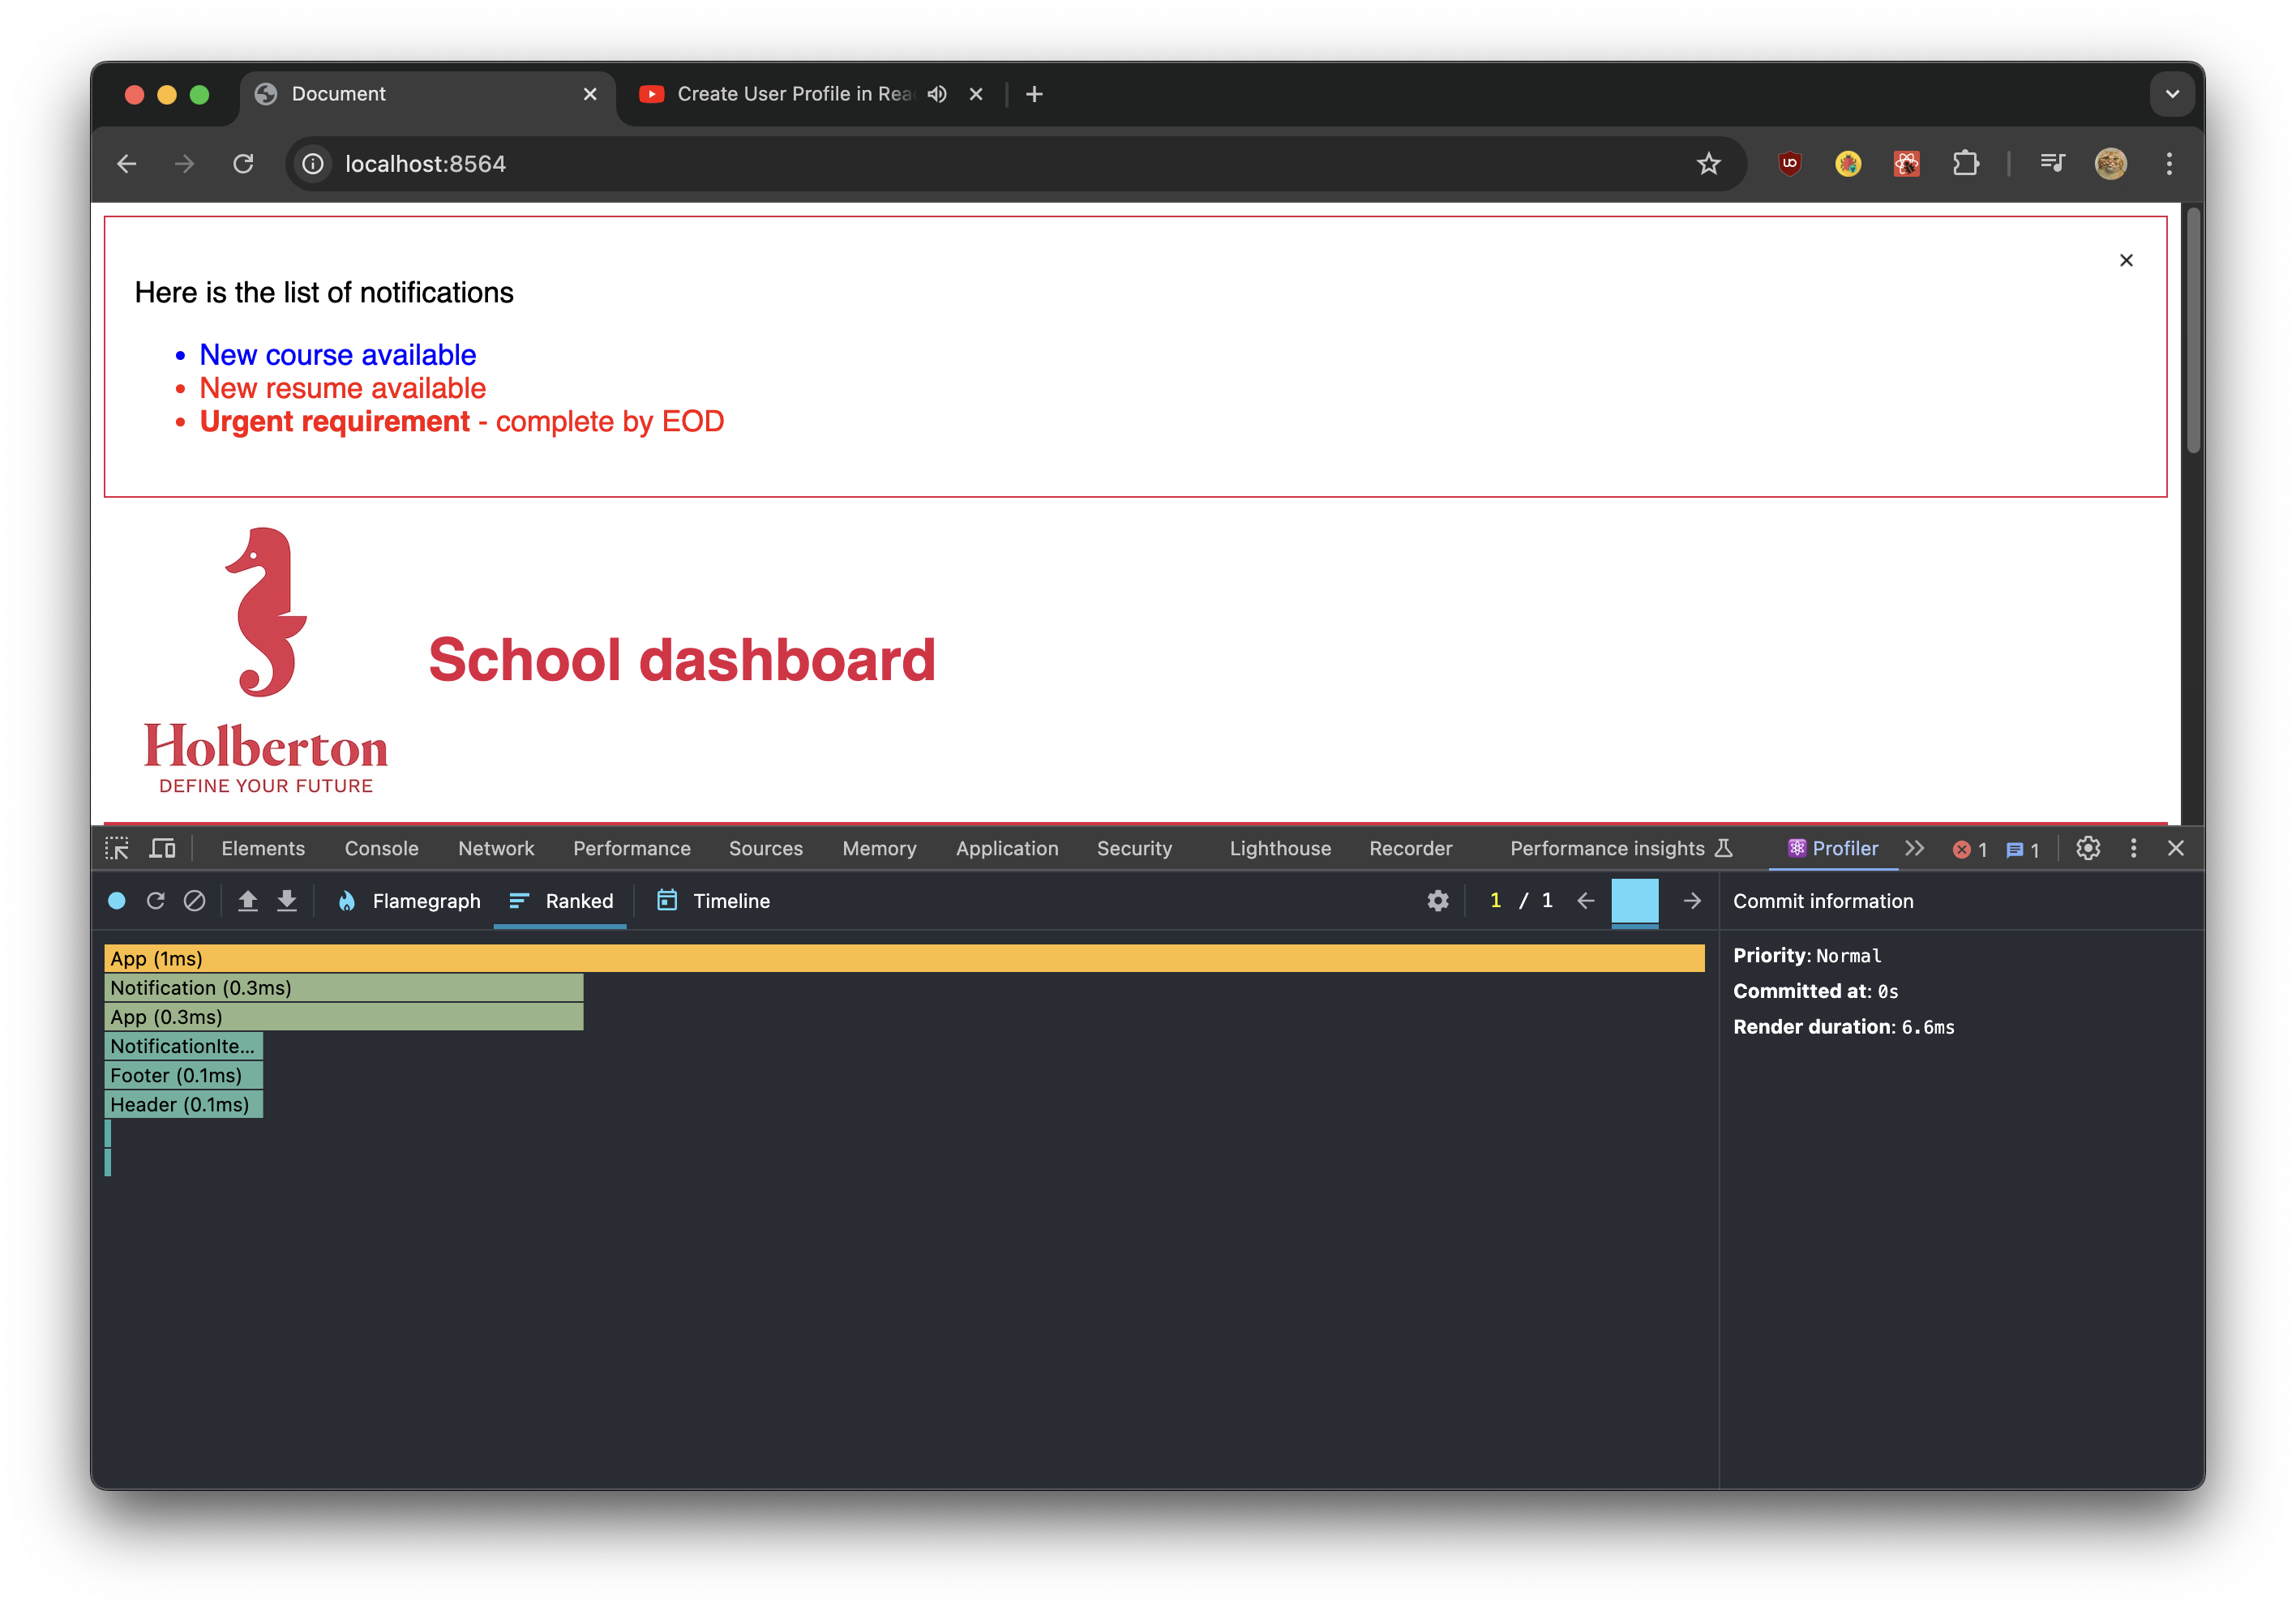 Document
Create User Profile in Rea
localhost:8564
Here is the list of notifications
New course available
New resume available
Urgent requirement - complete by EOD
School dashboard
Holberton
DEFINE YOUR FUTURE
Elements Console Network Performance Sources Memory Application Security Lighthouse Recorder Performance insights Profiler 1 1
Flamegraph Ranked Timeline 1 / 1 Commit information
App (1ms)
Notification (0.3ms)
App (0.3ms)
NotificationIte...
Footer (0.1ms)
Header (0.1ms)
Priority: Normal
Committed at: 0s
Render duration: 6.6ms